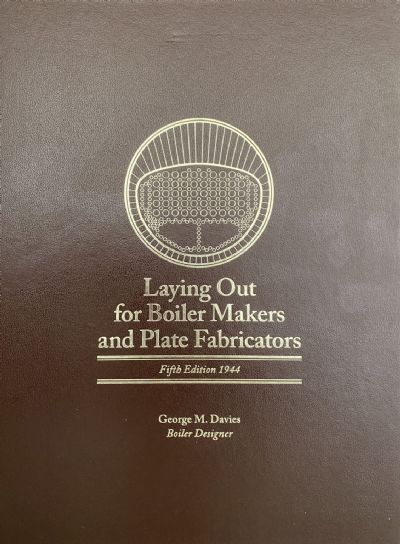 Laying Out
for Boiler Makers
and Plate Fabricators
Fifth Edition 1944
George M. Davies
Boiler Designer